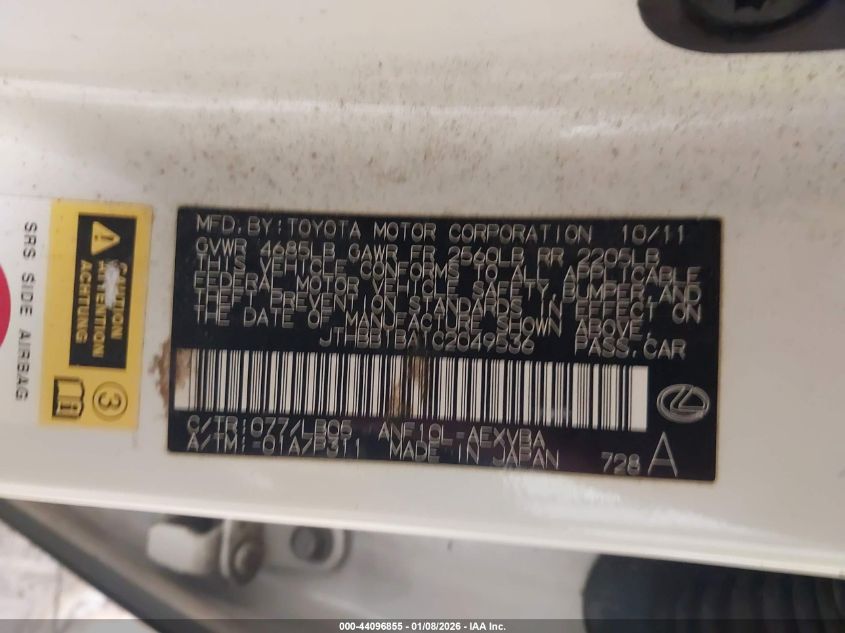 MFD. BY: TOYOTA MOTOR CORPORATION 10/11
GVWR 4685LB GAWR FR 2560LB RR 2205LB
THIS VEHICLE CONFORMS TO ALL APPLICABLE
FEDERAL MOTOR VEHICLE SAFETY, BUMPER, AND
THEFT PREVENTION STANDARDS IN EFFECT ON
THE DATE OF MANUFACTURE SHOWN ABOVE.
JTHBB1BA1C2049536 PASS. CAR
C/TR: 077/LB05 ANF10L-AEXVBA
A/TM: -01A/P311 MADE IN JAPAN 728 A
SRS SIDE AIRBAG
CAUTION
ATTENTION
ACHTUNG
3
000-44096855 - 01/08/2026 - IAA Inc.